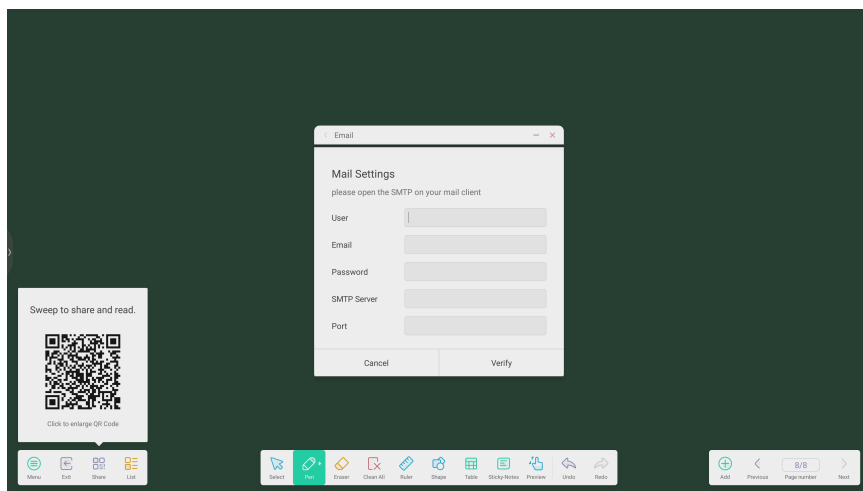 Email
Mail Settings
please open the SMTP on your mail client
User
Email
Password
SMTP Server
Port
Cancel Verify
Sweep to share and read.
Click to enlarge QR Code
Menu Exit Share List
Select Pen Eraser Clean All Ruler Shape Table Sticky-Notes Preview Undo Redo
Add Previous 8/8 Page number Next